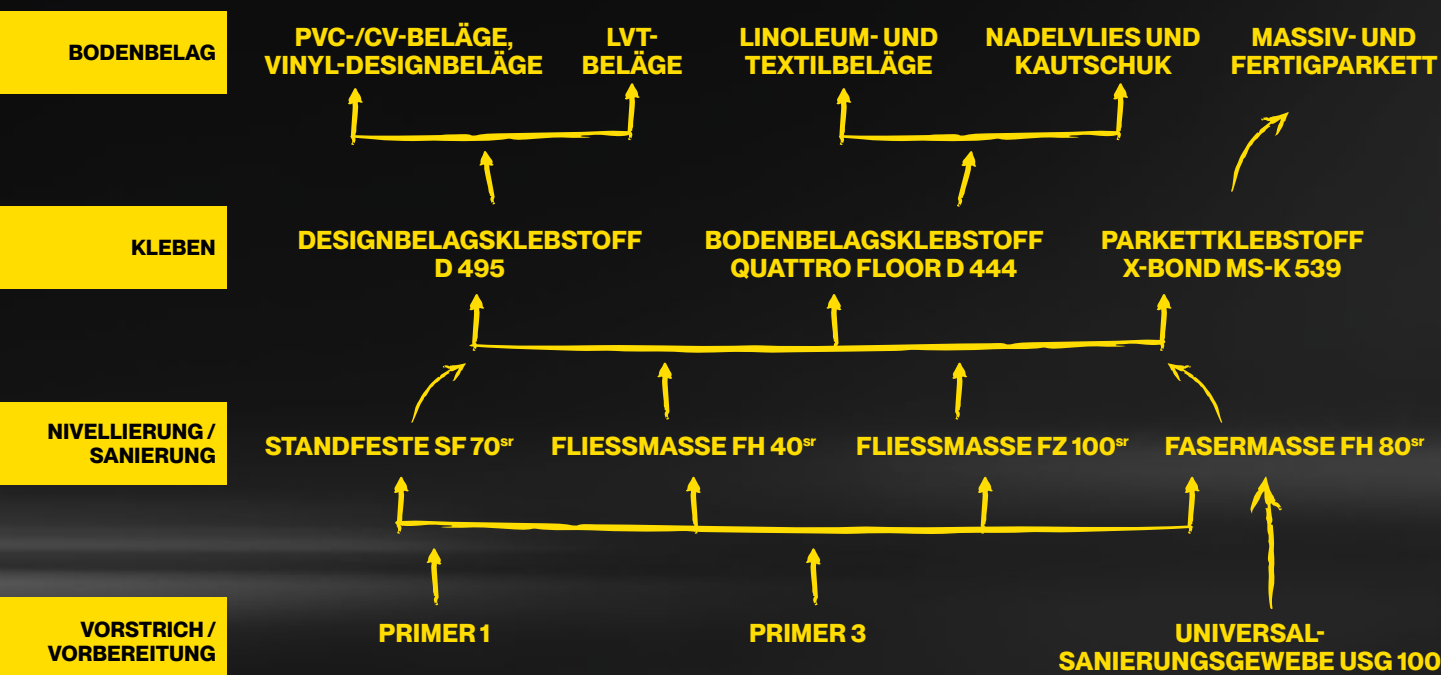 BODENBELAG
PVC-/CV-BELÄGE,
VINYL-DESIGNBELÄGE
LVT-
BELÄGE
LINOLEUM- UND
TEXTILBELÄGE
NADELVLIES UND
KAUTSCHUK
MASSIV- UND
FERTIGPARKETT
KLEBEN
DESIGNBELAGSKLEBSTOFF
D 495
BODENBELAGSKLEBSTOFF
QUATTRO FLOOR D 444
PARKETTKLEBSTOFF
X-BOND MS-K 539
NIVELLIERUNG /
SANIERUNG
STANDFESTE SF 70sr
FLIESSMASSE FH 40sr
FLIESSMASSE FZ 100sr
FASERMASSE FH 80sr
VORSTRICH /
VORBEREITUNG
PRIMER 1
PRIMER 3
UNIVERSAL-
SANIERUNGSGEWEBE USG 100